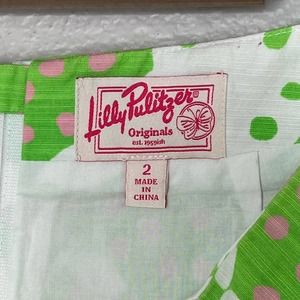 Lilly Pulitzer
Originals
est. 1959ish
2
MADE
IN
CHINA